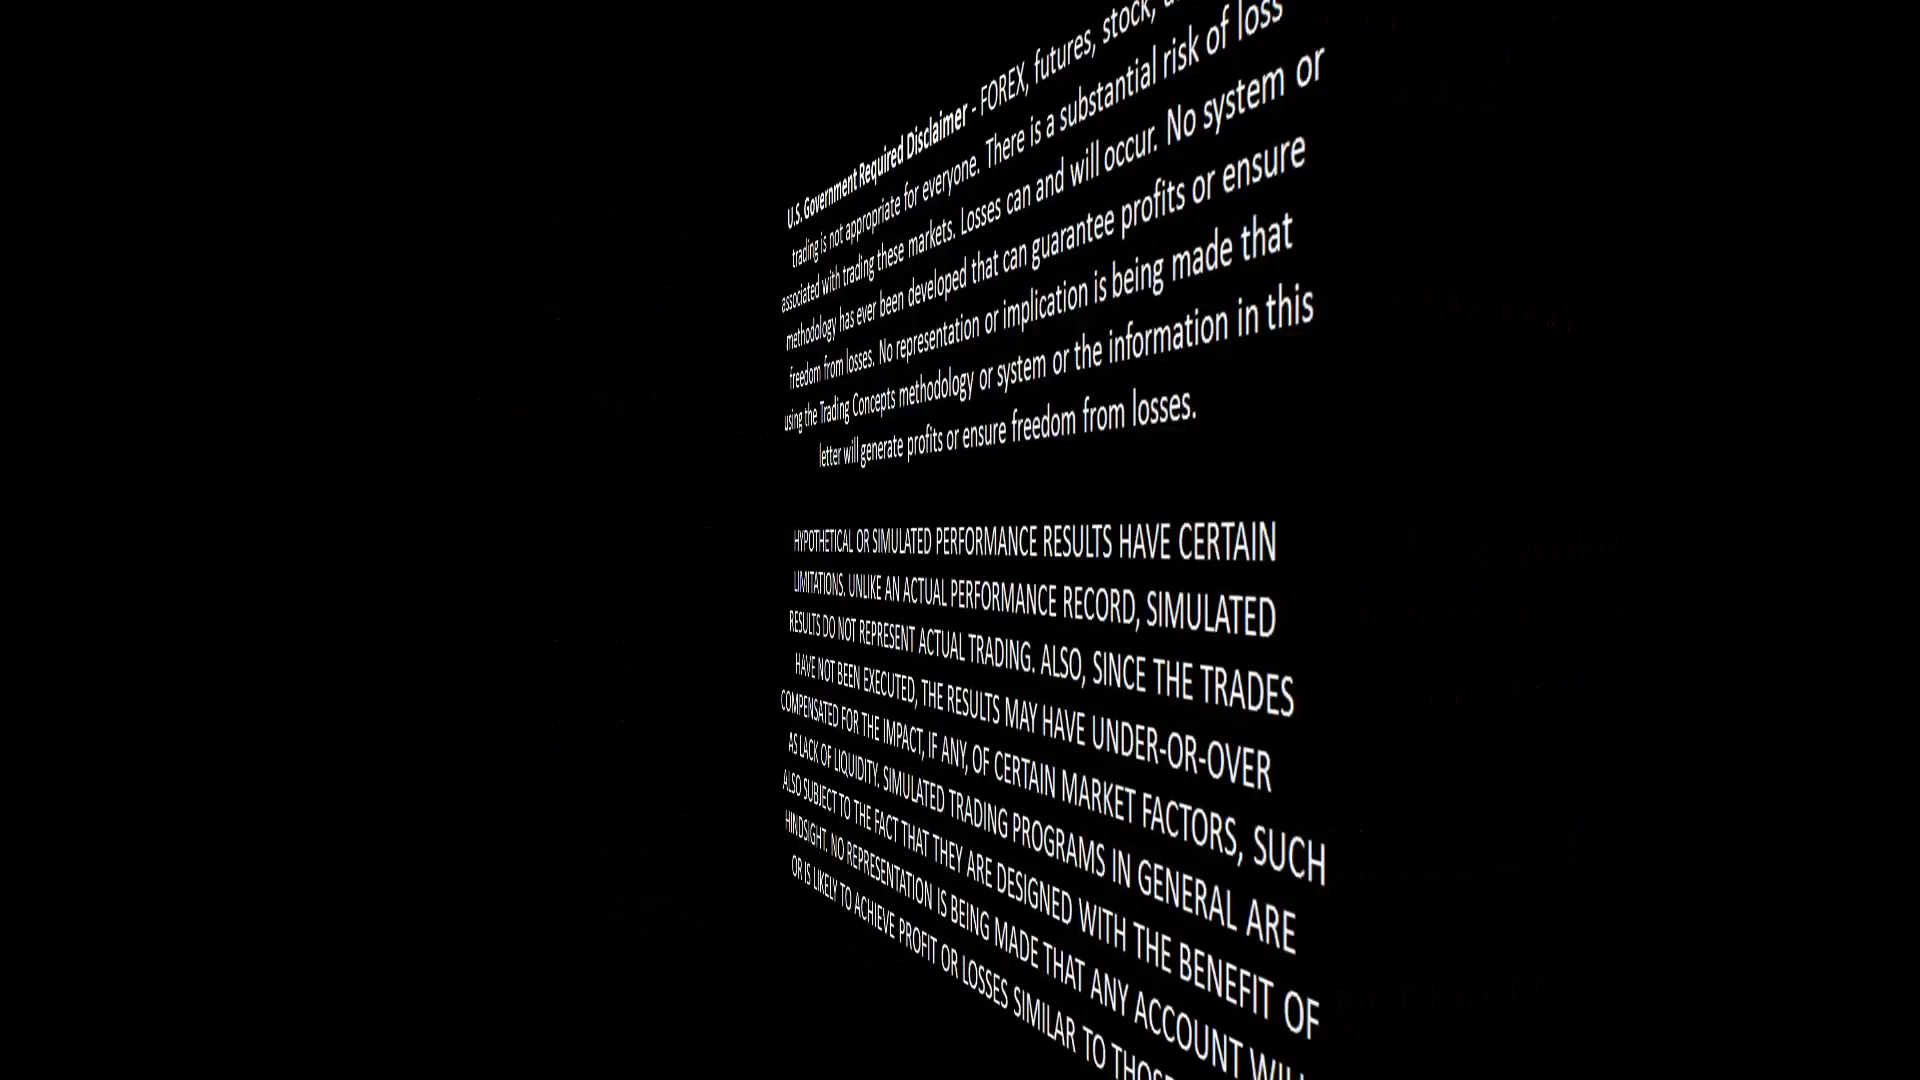 U.S. Government Required Disclaimer - FOREX, futures, stock,
trading is not appropriate for everyone. There is a substantial risk of loss
associated with trading these markets. Losses can and will occur. No system or
methodology has ever been developed that can guarantee profits or ensure
freedom from losses. No representation or implication is being made that
using the Trading Concepts methodology or system or the information in this
letter will generate profits or ensure freedom from losses.
HYPOTHETICAL OR SIMULATED PERFORMANCE RESULTS HAVE CERTAIN
LIMITATIONS. UNLIKE AN ACTUAL PERFORMANCE RECORD, SIMULATED
RESULTS DO NOT REPRESENT ACTUAL TRADING. ALSO, SINCE THE TRADES
HAVE NOT BEEN EXECUTED, THE RESULTS MAY HAVE UNDER-OR-OVER
COMPENSATED FOR THE IMPACT, IF ANY, OF CERTAIN MARKET FACTORS, SUCH
AS LACK OF LIQUIDITY. SIMULATED TRADING PROGRAMS IN GENERAL ARE
ALSO SUBJECT TO THE FACT THAT THEY ARE DESIGNED WITH THE BENEFIT OF
HINDSIGHT. NO REPRESENTATION IS BEING MADE THAT ANY ACCOUNT WILL
OR IS LIKELY TO ACHIEVE PROFIT OR LOSSES SIMILAR TO THOSE